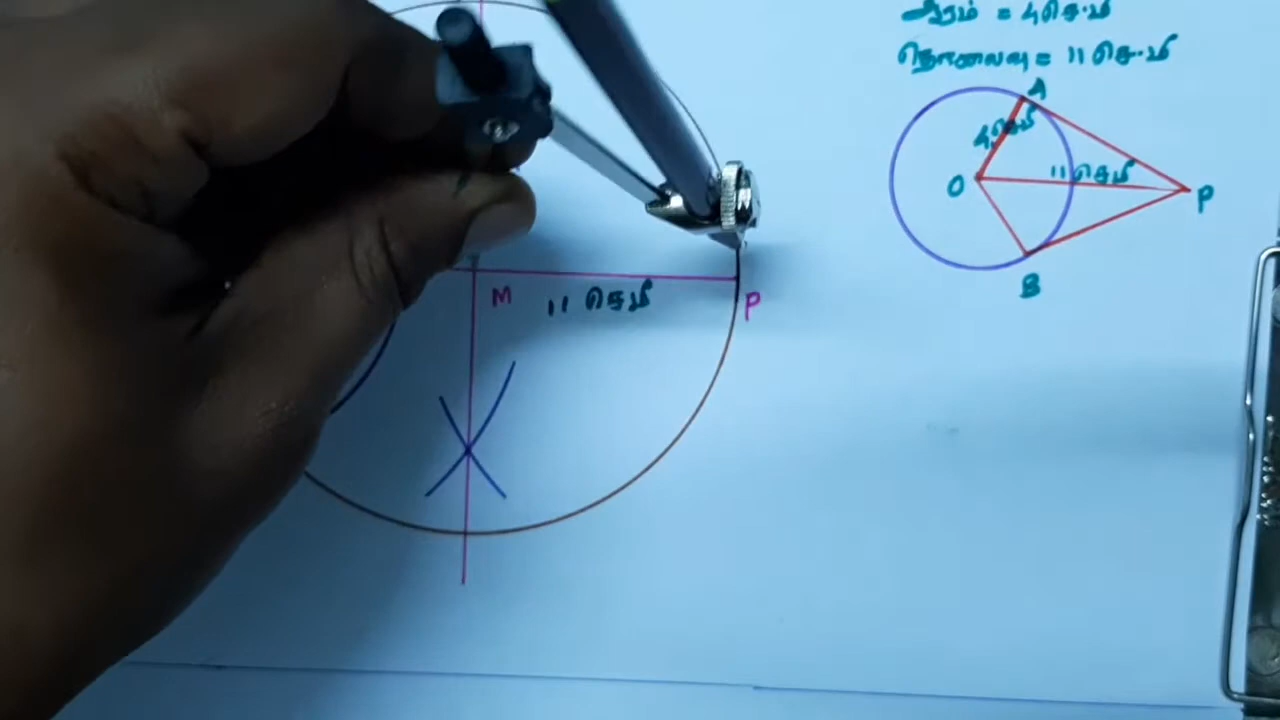 ஆரம் = 4 செ.மீ
தொலைவு = 11 செ.மீ
A
4 செமீ
11 செமீ
O
P
B
M
11 செமீ
P